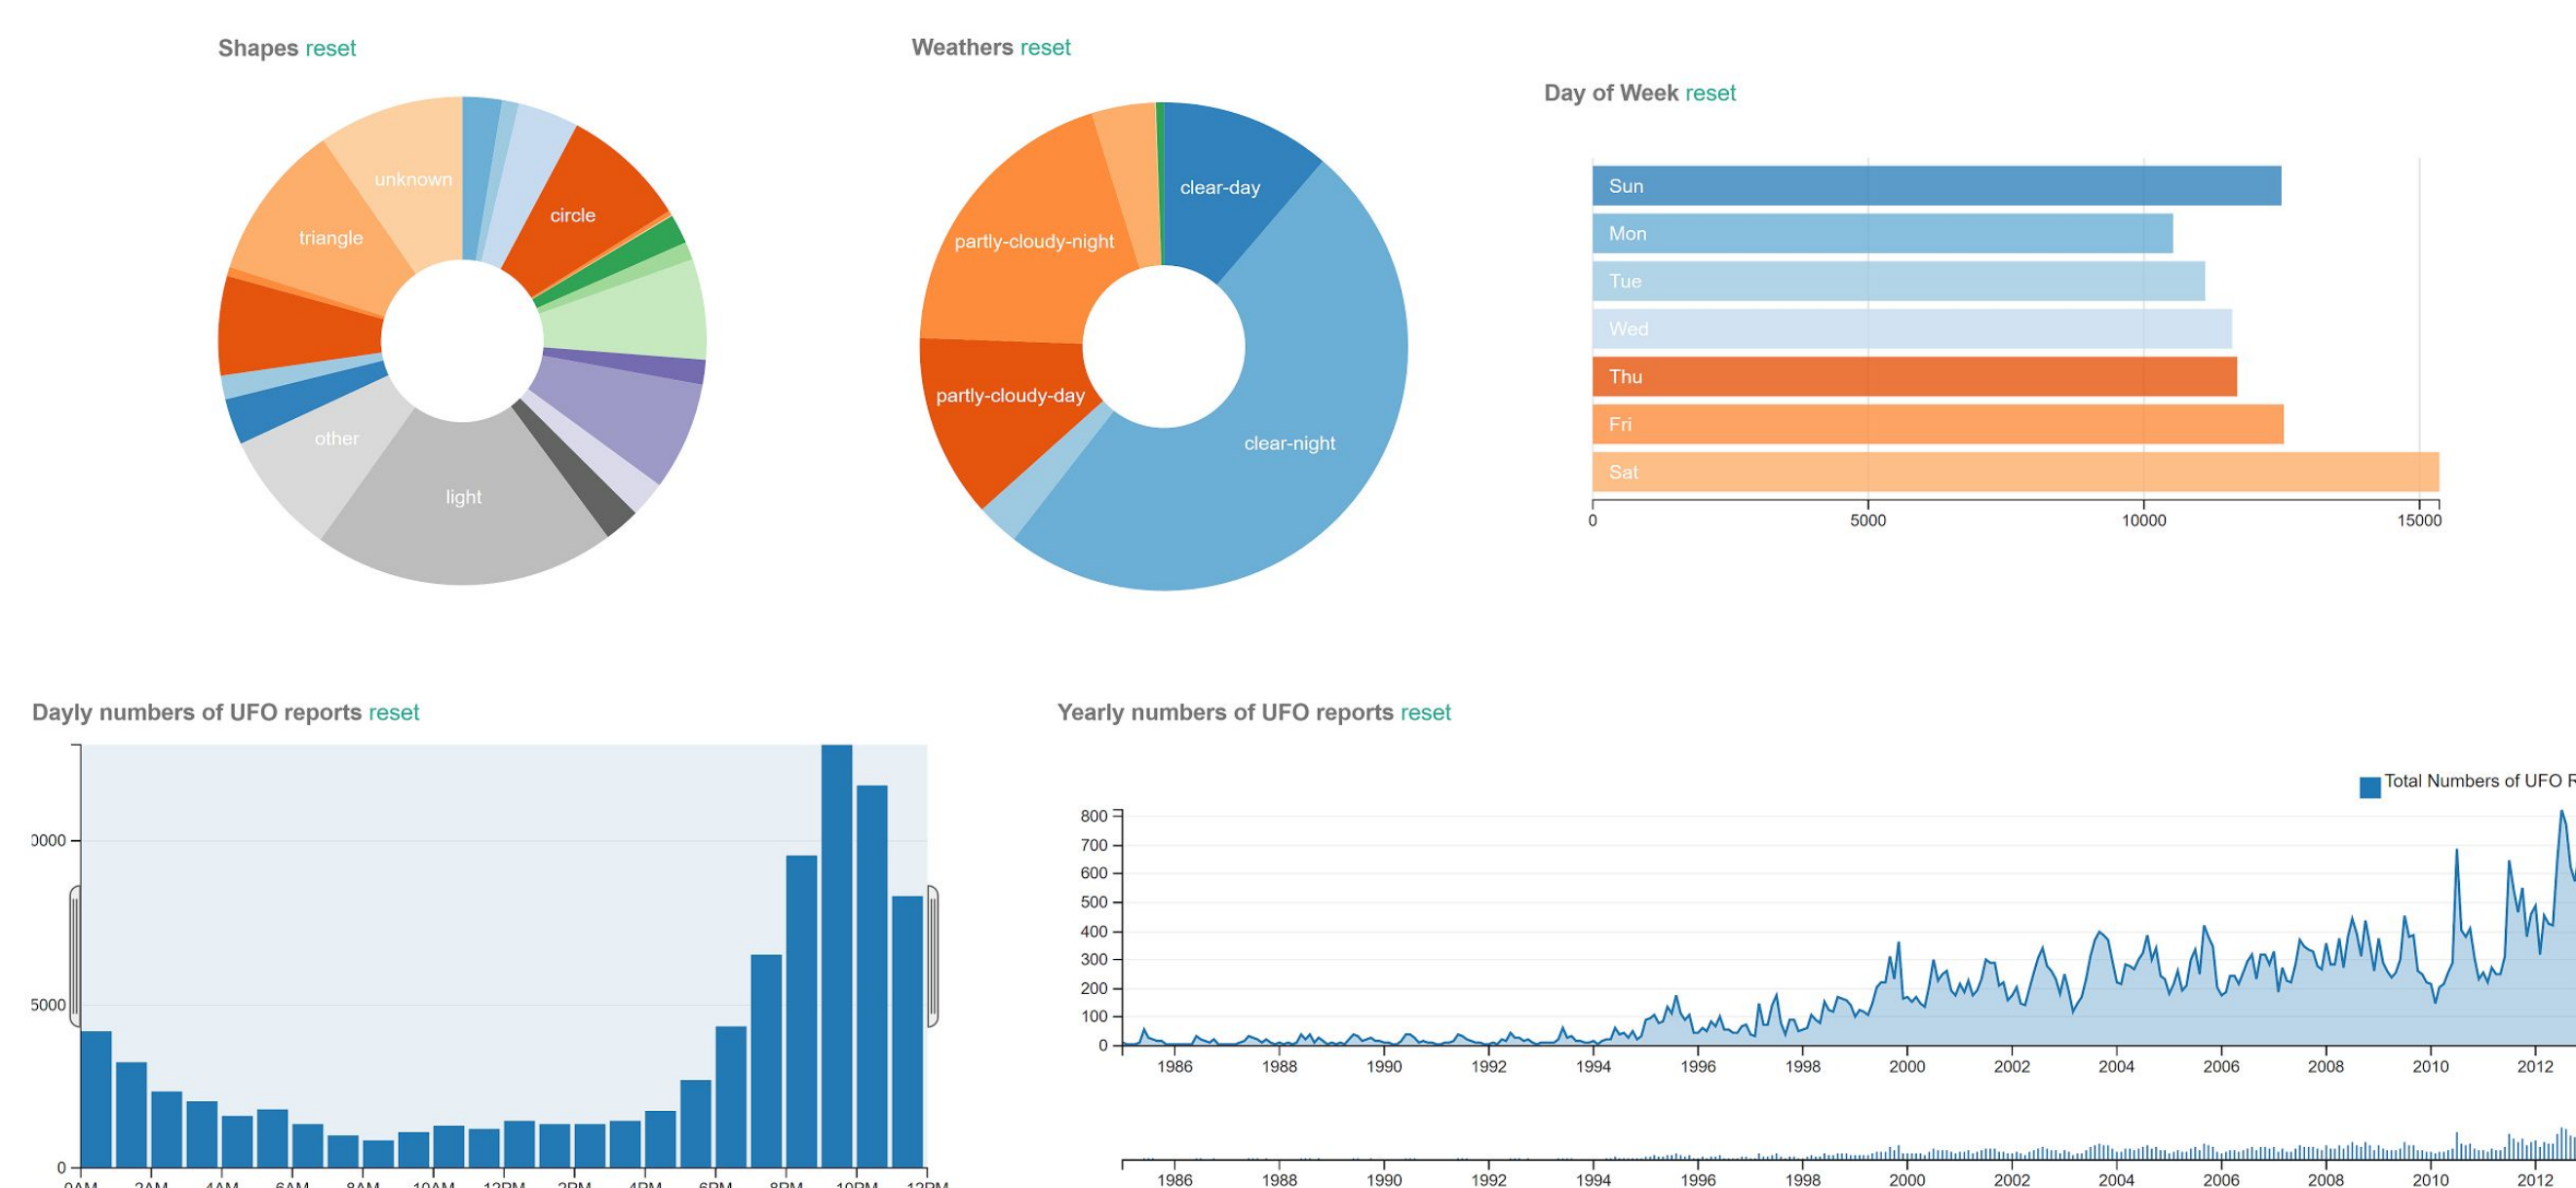 Shapes reset
Weathers reset
Day of Week reset
unknown
circle
triangle
other
light
clear-day
partly-cloudy-night
partly-cloudy-day
clear-night
Sun
Mon
Tue
Wed
Thu
Fri
Sat
0 5000 10000 15000
Dayly numbers of UFO reports reset
5000
0
Yearly numbers of UFO reports reset
Total Numbers of UFO
800
700
600
500
400
300
200
100
0
1986 1988 1990 1992 1994 1996 1998 2000 2002 2004 2006 2008 2010 2012
1986 1988 1990 1992 1994 1996 1998 2000 2002 2004 2006 2008 2010 2012